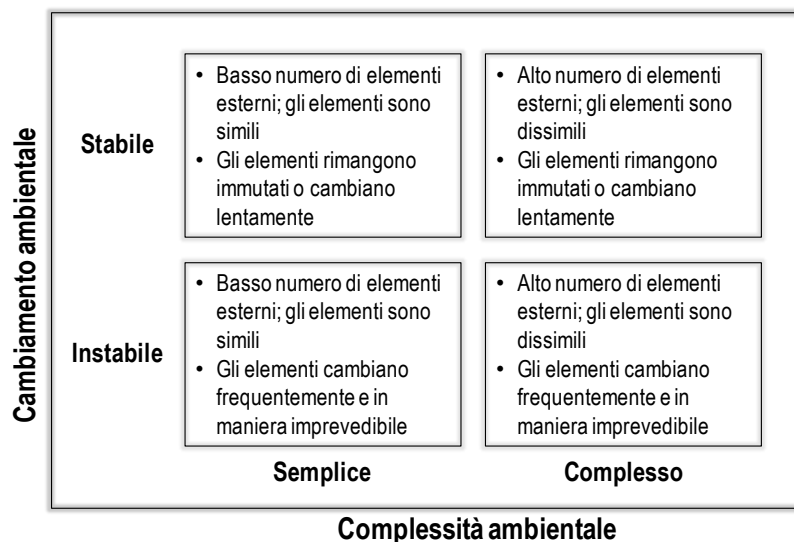 Cambiamento ambientale
Stabile
• Basso numero di elementi
esterni; gli elementi sono
simili
• Gli elementi rimangono
immutati o cambiano
lentamente
• Alto numero di elementi
esterni; gli elementi sono
dissimili
• Gli elementi rimangono
immutati o cambiano
lentamente
Instabile
• Basso numero di elementi
esterni; gli elementi sono
simili
• Gli elementi cambiano
frequentemente e in
maniera imprevedibile
• Alto numero di elementi
esterni; gli elementi sono
dissimili
• Gli elementi cambiano
frequentemente e in
maniera imprevedibile
Semplice
Complesso
Complessità ambientale